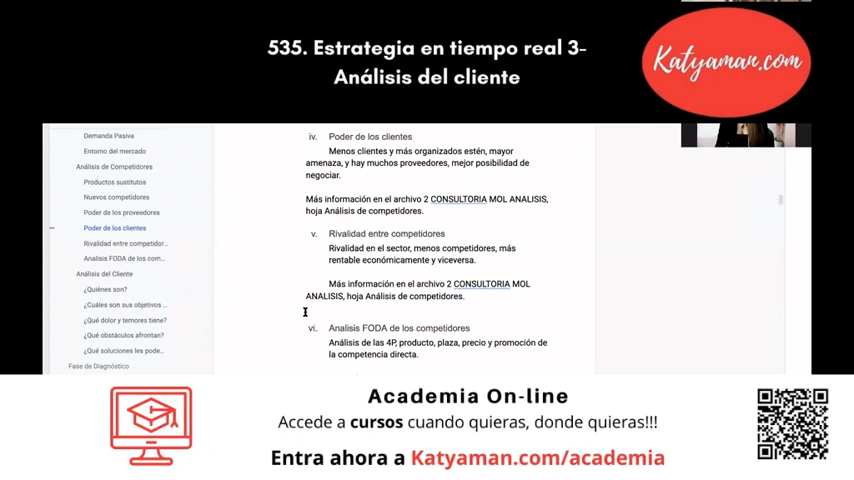 535. Estrategia en tiempo real 3-
Análisis del cliente
Katyaman.com
Demanda Pasiva
Entorno del mercado
Análisis de Competidores
Productos sustitutos
Nuevos competidores
Poder de los proveedores
Poder de los clientes
Rivalidad entre competidor...
Analisis FODA de los com...
Análisis del Cliente
¿Quiénes son?
¿Cuáles son sus objetivos ...
¿Qué dolor y temores tiene?
¿Qué obstáculos afrontan?
¿Qué soluciones les pode...
Fase de Diagnóstico
iv. Poder de los clientes
Menos clientes y más organizados estén, mayor
amenaza, y hay muchos proveedores, mejor posibilidad de
negociar.
Más información en el archivo 2 CONSULTORIA MOL ANALISIS,
hoja Análisis de competidores.
v. Rivalidad entre competidores
Rivalidad en el sector, menos competidores, más
rentable económicamente y viceversa.
Más información en el archivo 2 CONSULTORIA MOL
ANALISIS, hoja Análisis de competidores.
vi. Analisis FODA de los competidores
Análisis de las 4P, producto, plaza, precio y promoción de
la competencia directa.
Academia On-line
Accede a cursos cuando quieras, donde quieras!!!
Entra ahora a Katyaman.com/academia